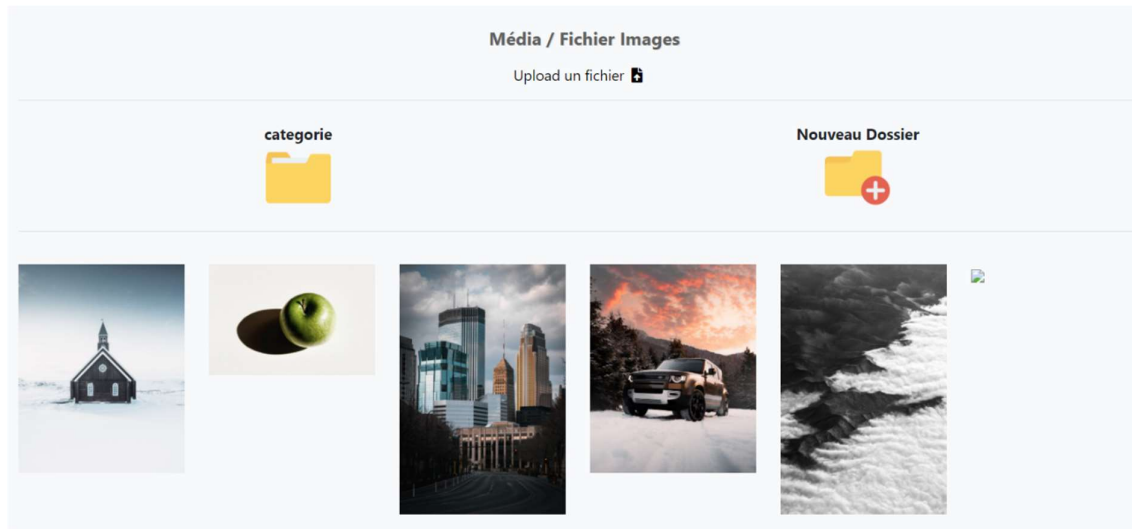 Média / Fichier Images
Upload un fichier
categorie
Nouveau Dossier